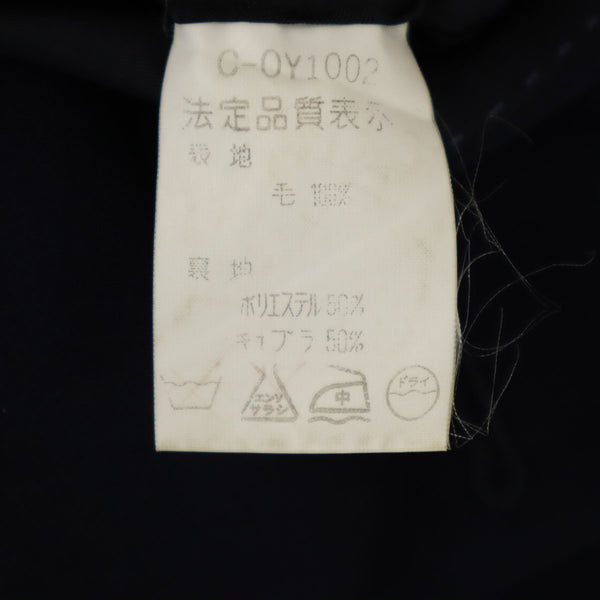 C-OY1002
法定品質表示
表地
毛 100%
裏地
ポリエステル 50%
キュプラ 50%
エンソ
サラシ
中
ドライ